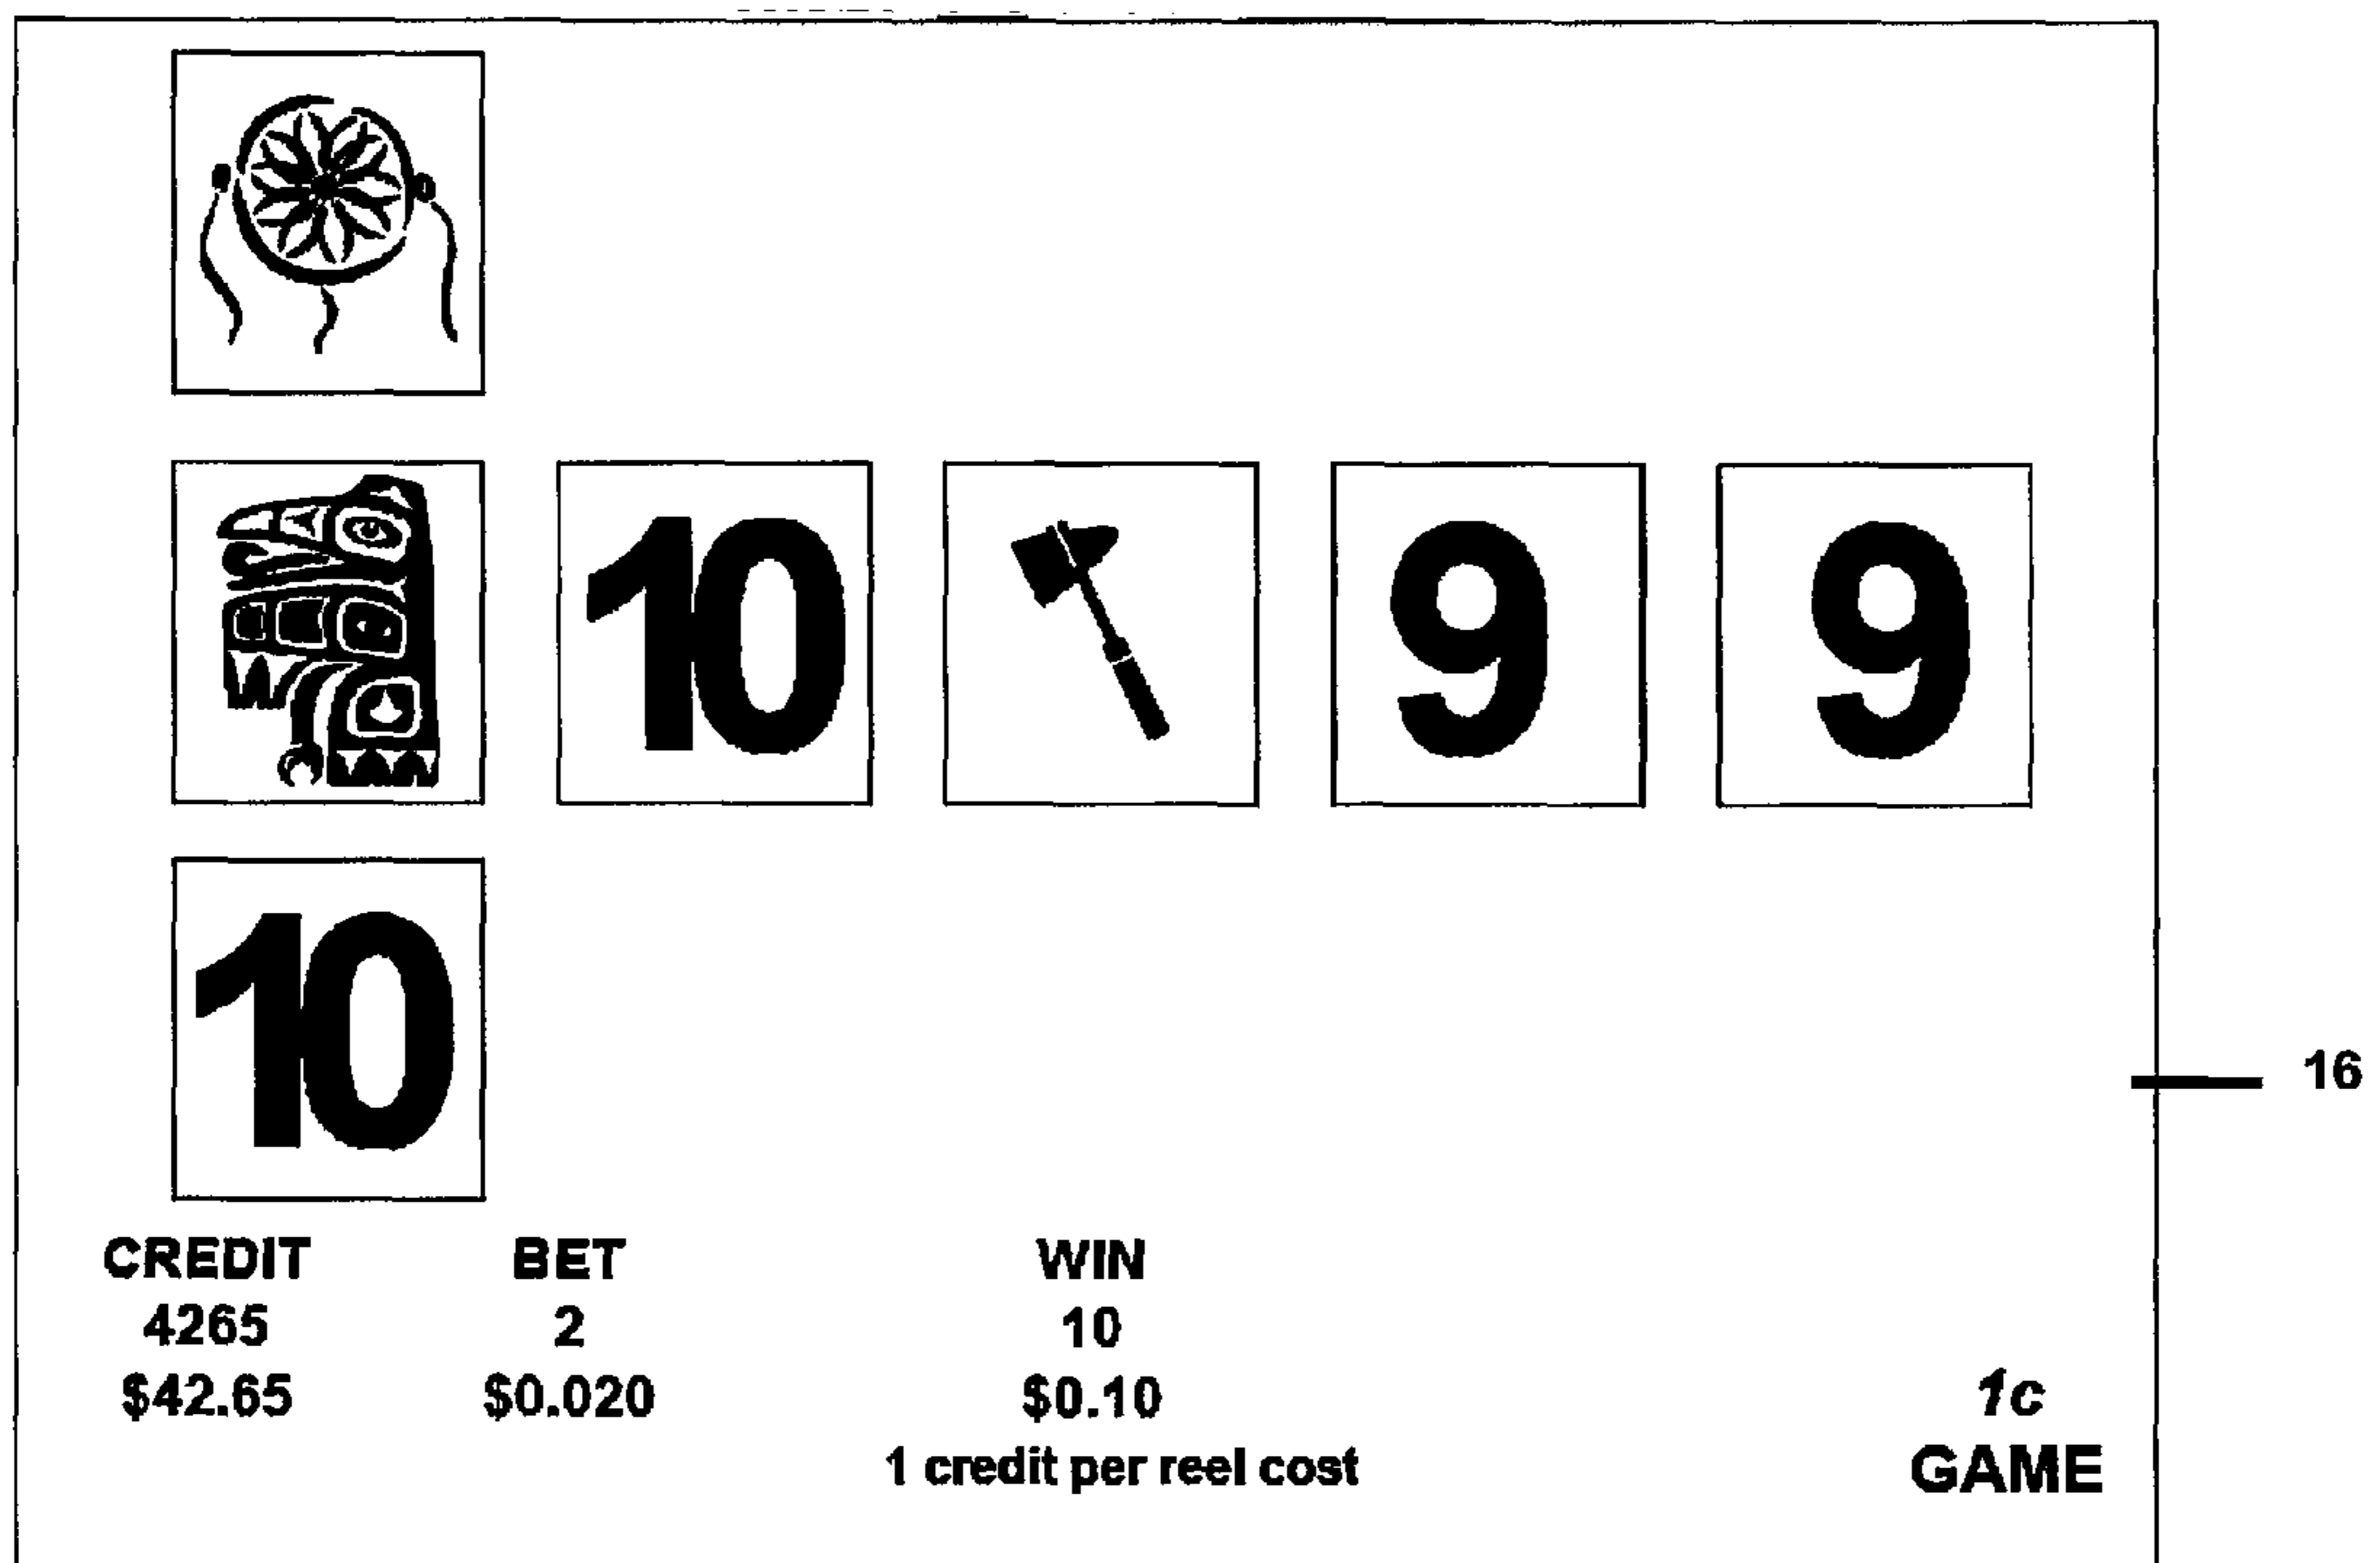 10 9 9
10
16
CREDIT BET WIN
4265 2 10
$42.65 $0.020 $0.10 1c
1 credit per reel cost GAME